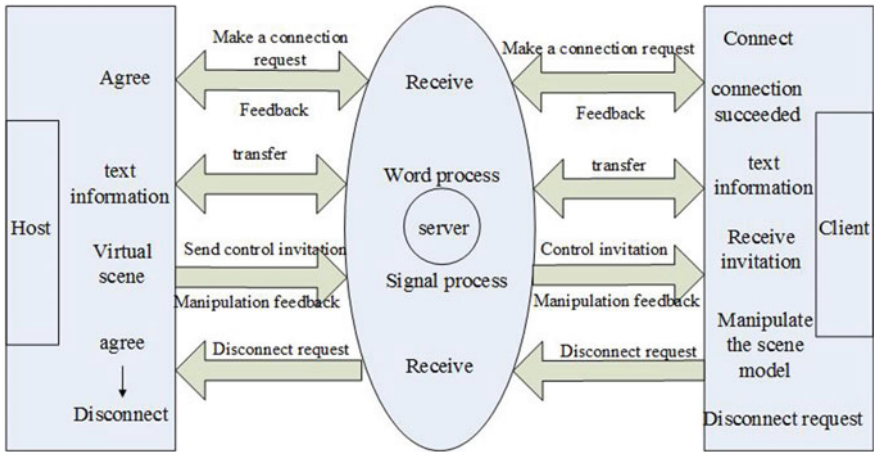 Host
Agree
text
information
Virtual
scene
agree
Disconnect
Make a connection
request
Feedback
transfer
Send control invitation
Manipulation feedback
Disconnect request
Receive
Word process
server
Signal process
Receive
Make a connection request
Feedback
transfer
Control invitation
Manipulation feedback
Disconnect request
Connect
connection
succeeded
text
information
Receive
invitation
Manipulate
the scene
model
Disconnect request
Client